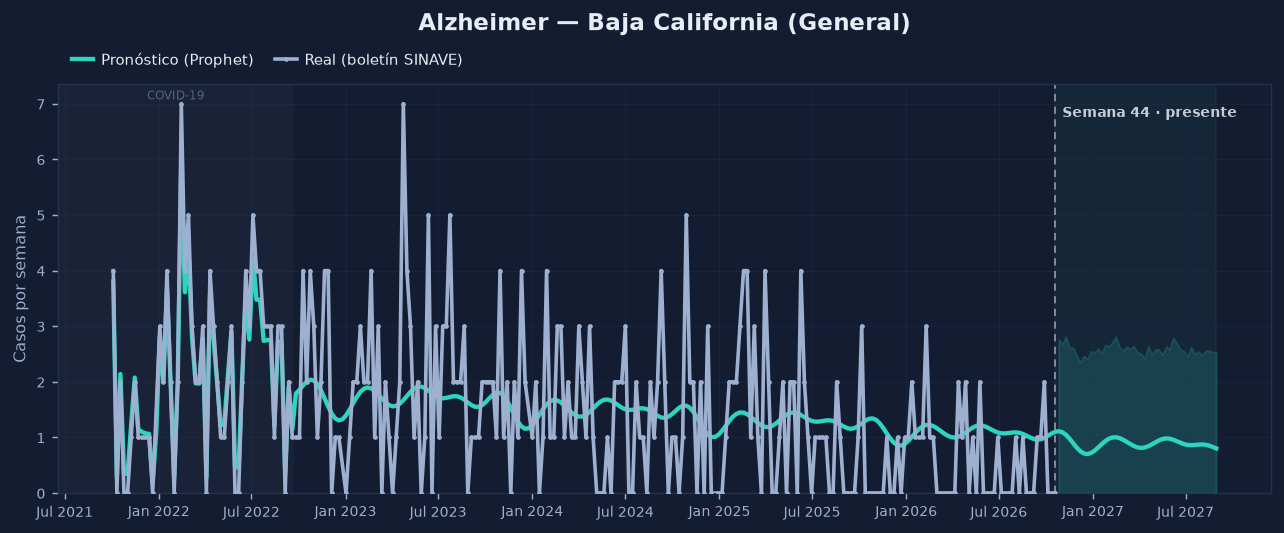 Alzheimer — Baja California (General)
Pronóstico (Prophet)
Real (boletín SINAVE)
COVID-19
Semana 44 · presente
Casos por semana
7
6
5
4
3
2
1
0
Jul 2021
Jan 2022
Jul 2022
Jan 2023
Jul 2023
Jan 2024
Jul 2024
Jan 2025
Jul 2025
Jan 2026
Jul 2026
Jan 2027
Jul 2027